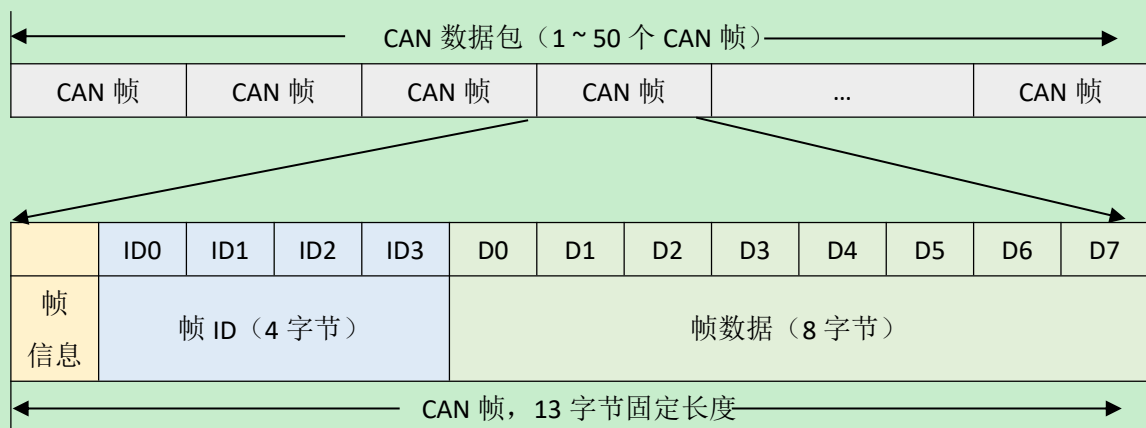 CAN 数据包（1 ~ 50 个 CAN 帧）
CAN 帧 CAN 帧 CAN 帧 CAN 帧 ... CAN 帧
ID0 ID1 ID2 ID3 D0 D1 D2 D3 D4 D5 D6 D7
帧
信息
帧 ID（4 字节）
帧数据（8 字节）
CAN 帧，13 字节固定长度